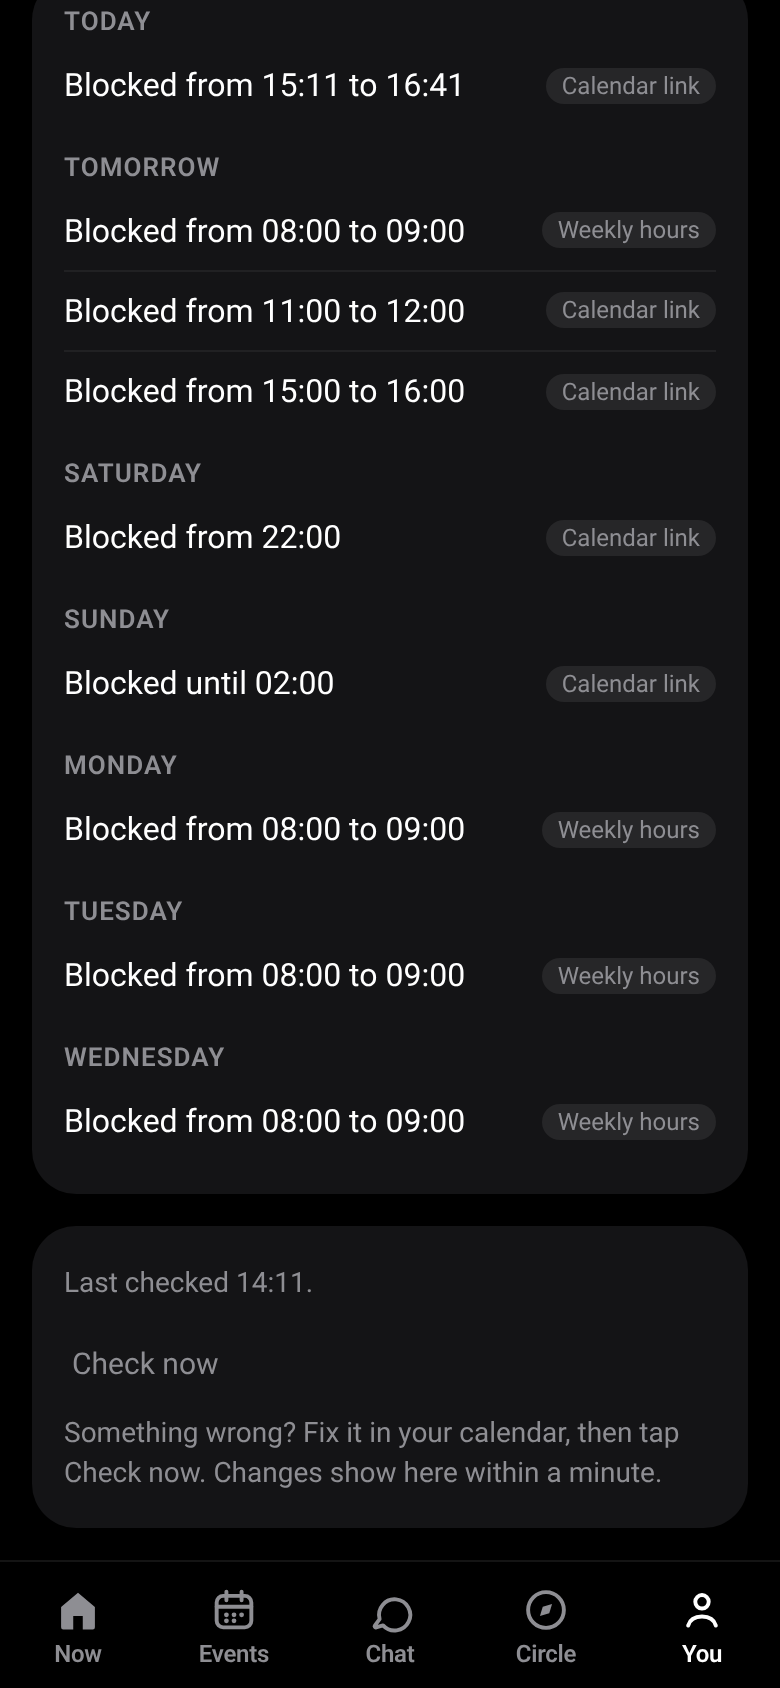 TODAY
Blocked from 15:11 to 16:41 Calendar link
TOMORROW
Blocked from 08:00 to 09:00 Weekly hours
Blocked from 11:00 to 12:00 Calendar link
Blocked from 15:00 to 16:00 Calendar link
SATURDAY
Blocked from 22:00 Calendar link
SUNDAY
Blocked until 02:00 Calendar link
MONDAY
Blocked from 08:00 to 09:00 Weekly hours
TUESDAY
Blocked from 08:00 to 09:00 Weekly hours
WEDNESDAY
Blocked from 08:00 to 09:00 Weekly hours
Last checked 14:11.
Check now
Something wrong? Fix it in your calendar, then tap
Check now. Changes show here within a minute.
Now Events Chat Circle You